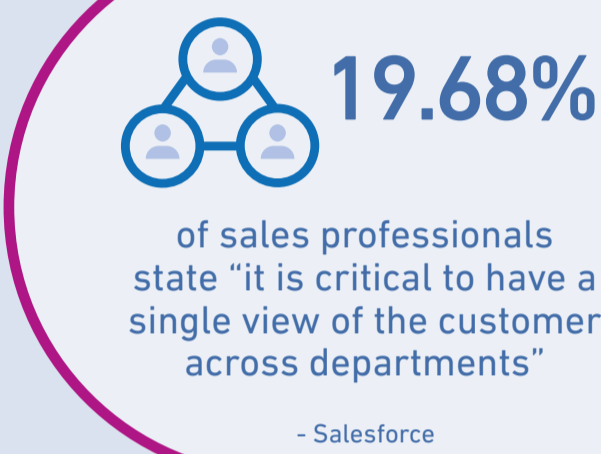 19.68%
of sales professionals
state “it is critical to have a
single view of the customer
across departments”
- Salesforce